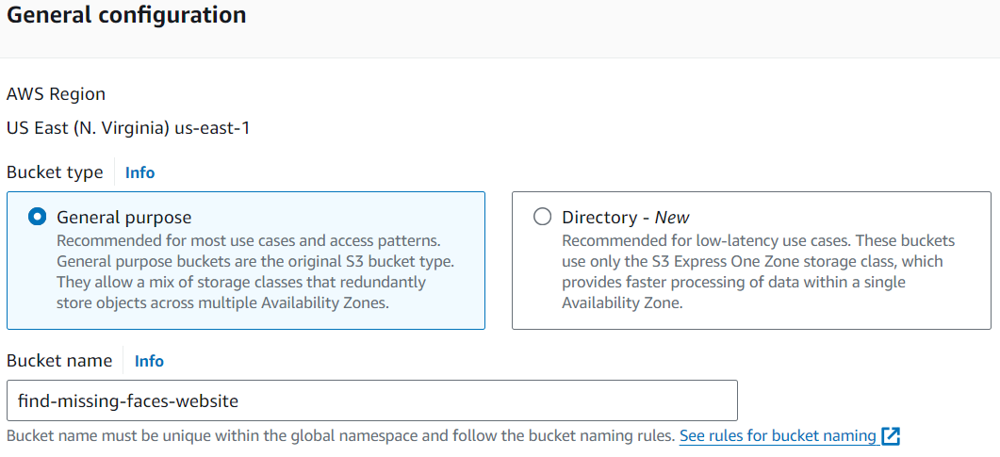 General configuration
AWS Region
US East (N. Virginia) us-east-1
Bucket type
Info
General purpose
Recommended for most use cases and access patterns.
General purpose buckets are the original S3 bucket type.
They allow a mix of storage classes that redundantly
store objects across multiple Availability Zones.
Directory - New
Recommended for low-latency use cases. These buckets
use only the S3 Express One Zone storage class, which
provides faster processing of data within a single
Availability Zone.
Bucket name
Info
find-missing-faces-website
Bucket name must be unique within the global namespace and follow the bucket naming rules. See rules for bucket naming